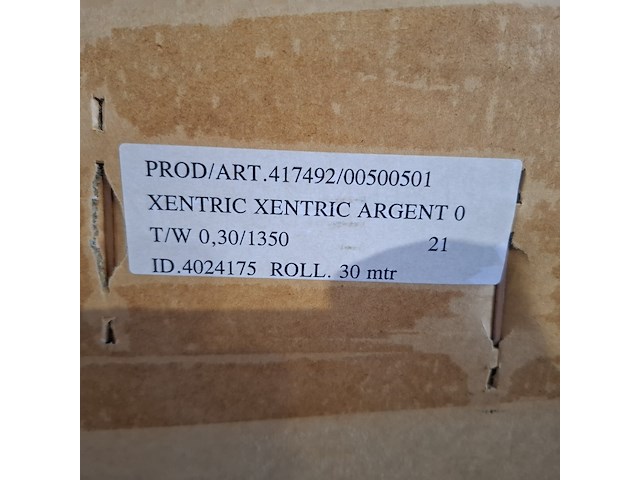 PROD/ART.417492/00500501
XENTRIC XENTRIC ARGENT 0
T/W 0,30/1350 21
ID.4024175 ROLL. 30 mtr